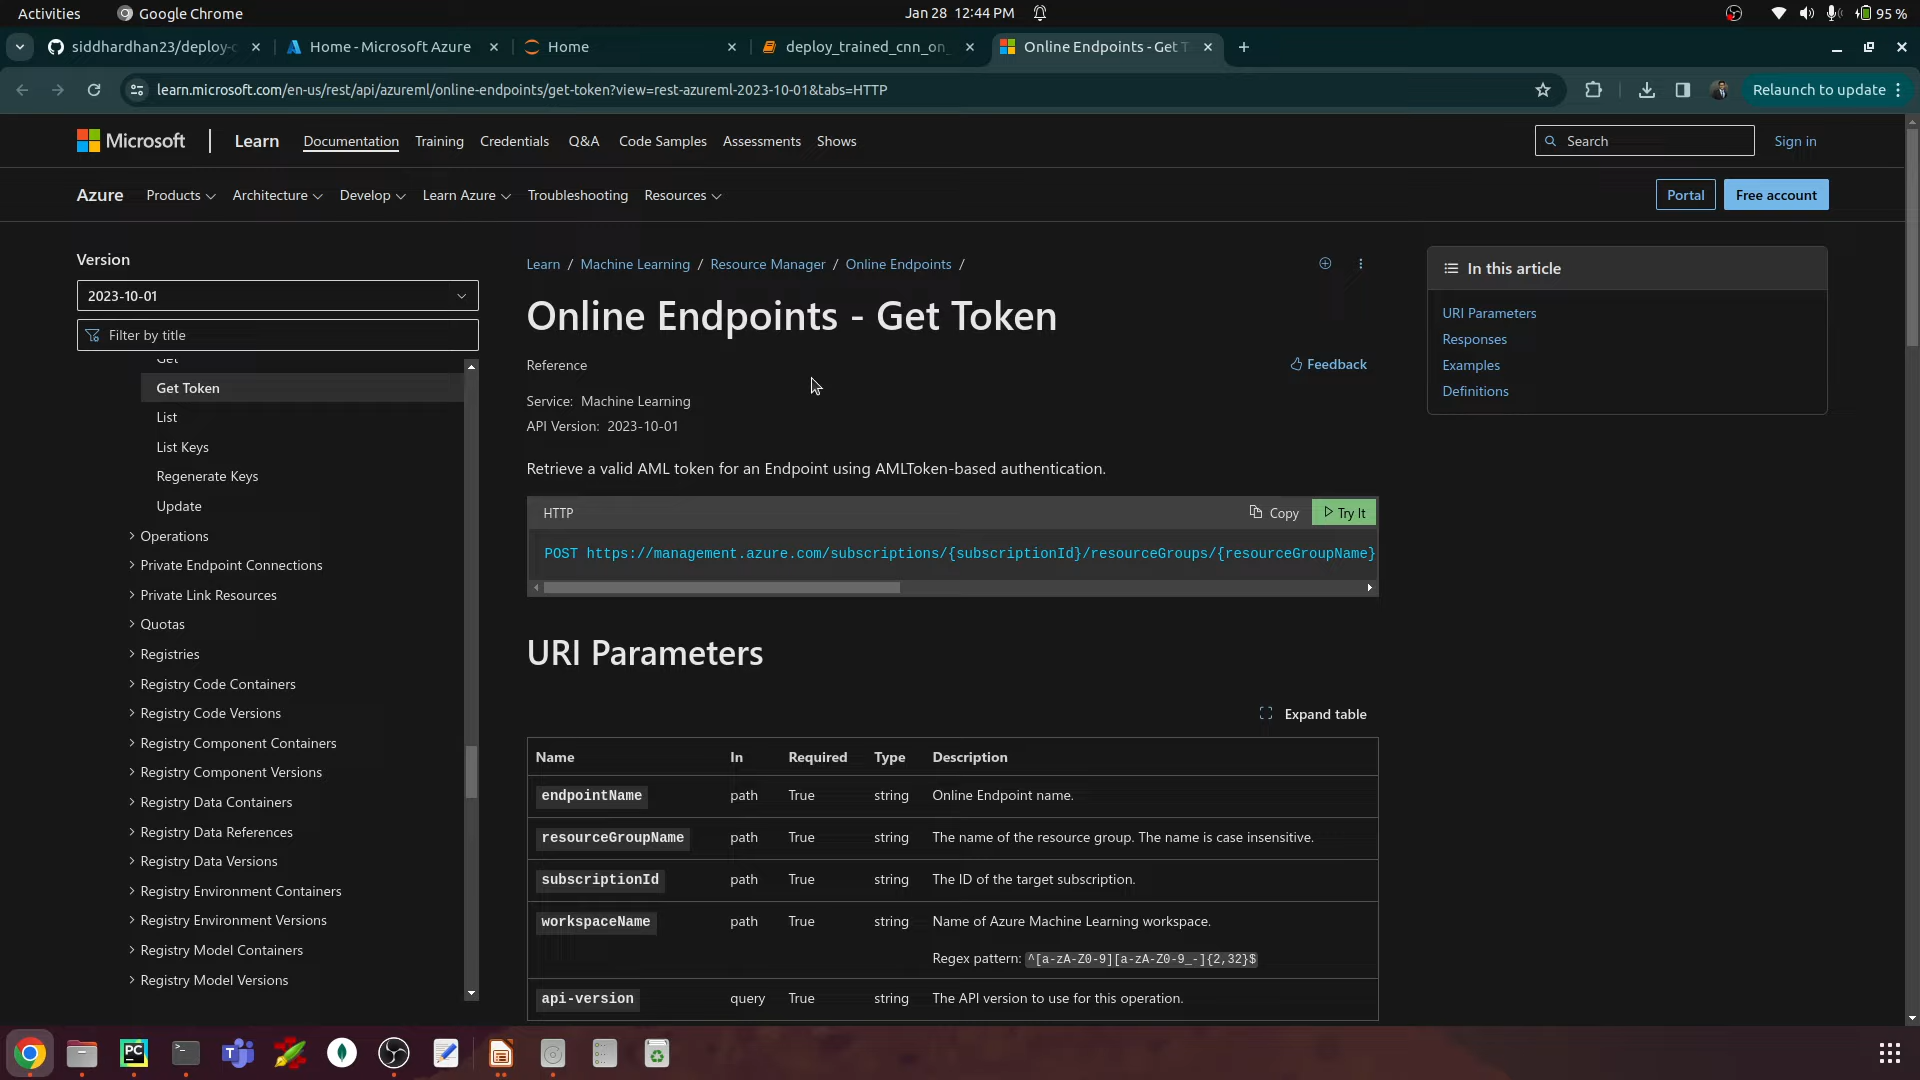 Activities
Google Chrome
Jan 28 12:44 PM
95 %
siddhardhan23/deploy-
Home - Microsoft Azure
Home
deploy_trained_cnn_on_
Online Endpoints - Get T
learn.microsoft.com/en-us/rest/api/azureml/online-endpoints/get-token?view=rest-azureml-2023-10-01&tabs=HTTP
Relaunch to update
Microsoft
Learn
Documentation
Training
Credentials
Q&A
Code Samples
Assessments
Shows
Search
Sign in
Azure
Products
Architecture
Develop
Learn Azure
Troubleshooting
Resources
Portal
Free account
Version
2023-10-01
Filter by title
Get
Get Token
List
List Keys
Regenerate Keys
Update
Operations
Private Endpoint Connections
Private Link Resources
Quotas
Registries
Registry Code Containers
Registry Code Versions
Registry Component Containers
Registry Component Versions
Registry Data Containers
Registry Data References
Registry Data Versions
Registry Environment Containers
Registry Environment Versions
Registry Model Containers
Registry Model Versions
Learn / Machine Learning / Resource Manager / Online Endpoints /
Online Endpoints - Get Token
Reference
Feedback
Service: Machine Learning
API Version: 2023-10-01
Retrieve a valid AML token for an Endpoint using AMLToken-based authentication.
HTTP
Copy
Try It
POST https://management.azure.com/subscriptions/{subscriptionId}/resourceGroups/{resourceGroupName}
URI Parameters
Expand table
Name In Required Type Description
endpointName path True string Online Endpoint name.
resourceGroupName path True string The name of the resource group. The name is case insensitive.
subscriptionId path True string The ID of the target subscription.
workspaceName path True string Name of Azure Machine Learning workspace.
Regex pattern: ^[a-zA-Z0-9][a-zA-Z0-9_-]{2,32}$
api-version query True string The API version to use for this operation.
In this article
URI Parameters
Responses
Examples
Definitions
PC